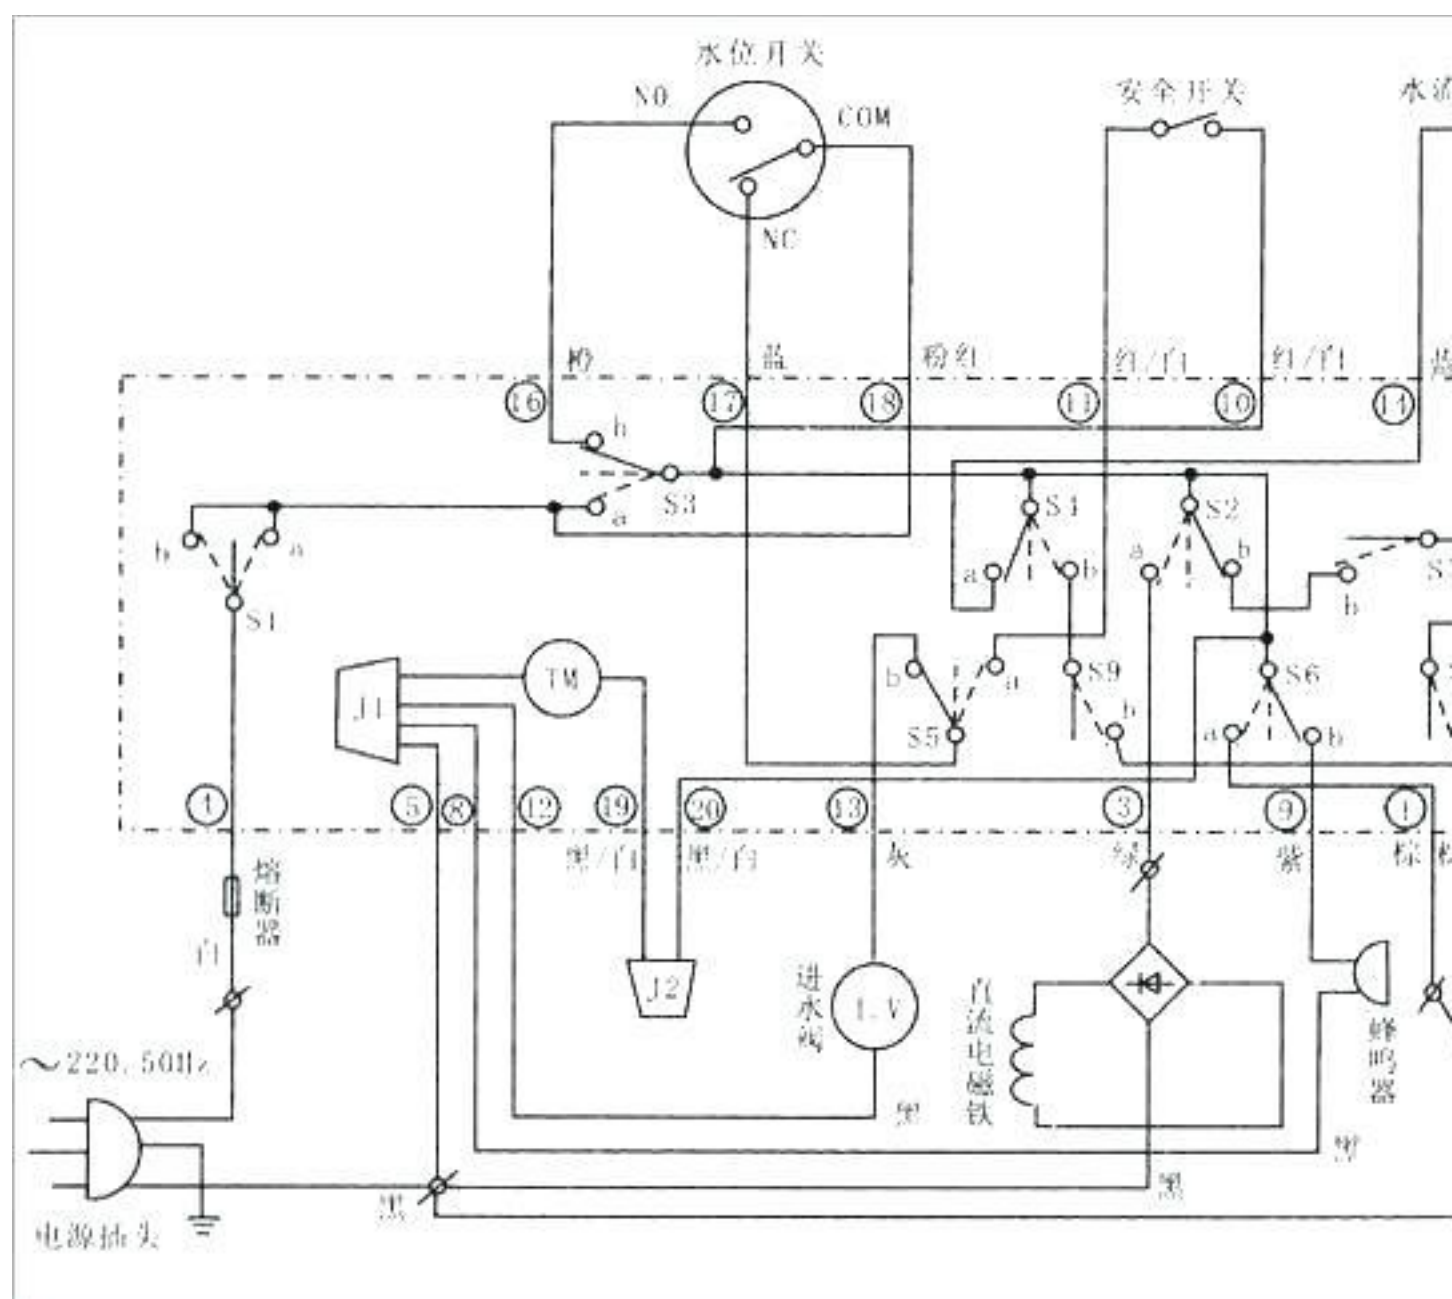 水位开关
NO
COM
安全开关
水流
NC
粉
蓝
粉红
红/白
红/白
16
17
18
11
10
14
h
S3
a
b
a
S1
S4
a
b
S2
a
b
b
J1
TM
b
a
S5
S9
b
S6
a
b
4
5
8
12
19
20
13
3
9
1
黑/白
黑/白
灰
绿
紫
棕
熔断器
白
J2
进水阀
I.V
直流电磁铁
蜂鸣器
～220,50Hz
黑
黑
黑
黑
电源插头